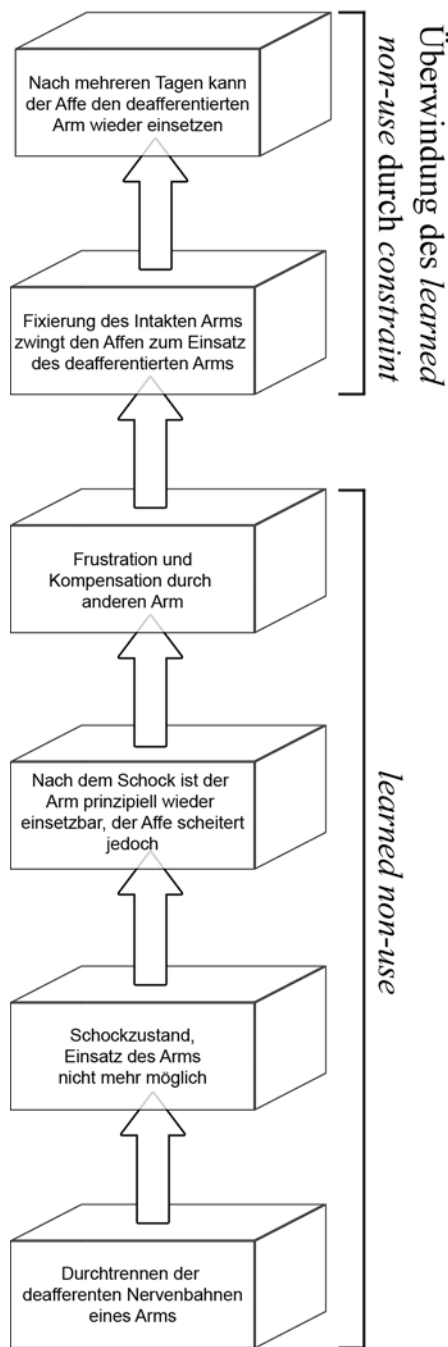 Nach mehreren Tagen kann
der Affe den deafferentierten
Arm wieder einsetzen
Fixierung des Intakten Arms
zwingt den Affen zum Einsatz
des deafferentierten Arms
Überwindung des learned
non-use durch constraint
Frustration und
Kompensation durch
anderen Arm
Nach dem Schock ist der
Arm prinzipiell wieder
einsetzbar, der Affe scheitert
jedoch
Schockzustand,
Einsatz des Arms
nicht mehr möglich
Durchtrennen der
deafferenten Nervenbahnen
eines Arms
learned non-use